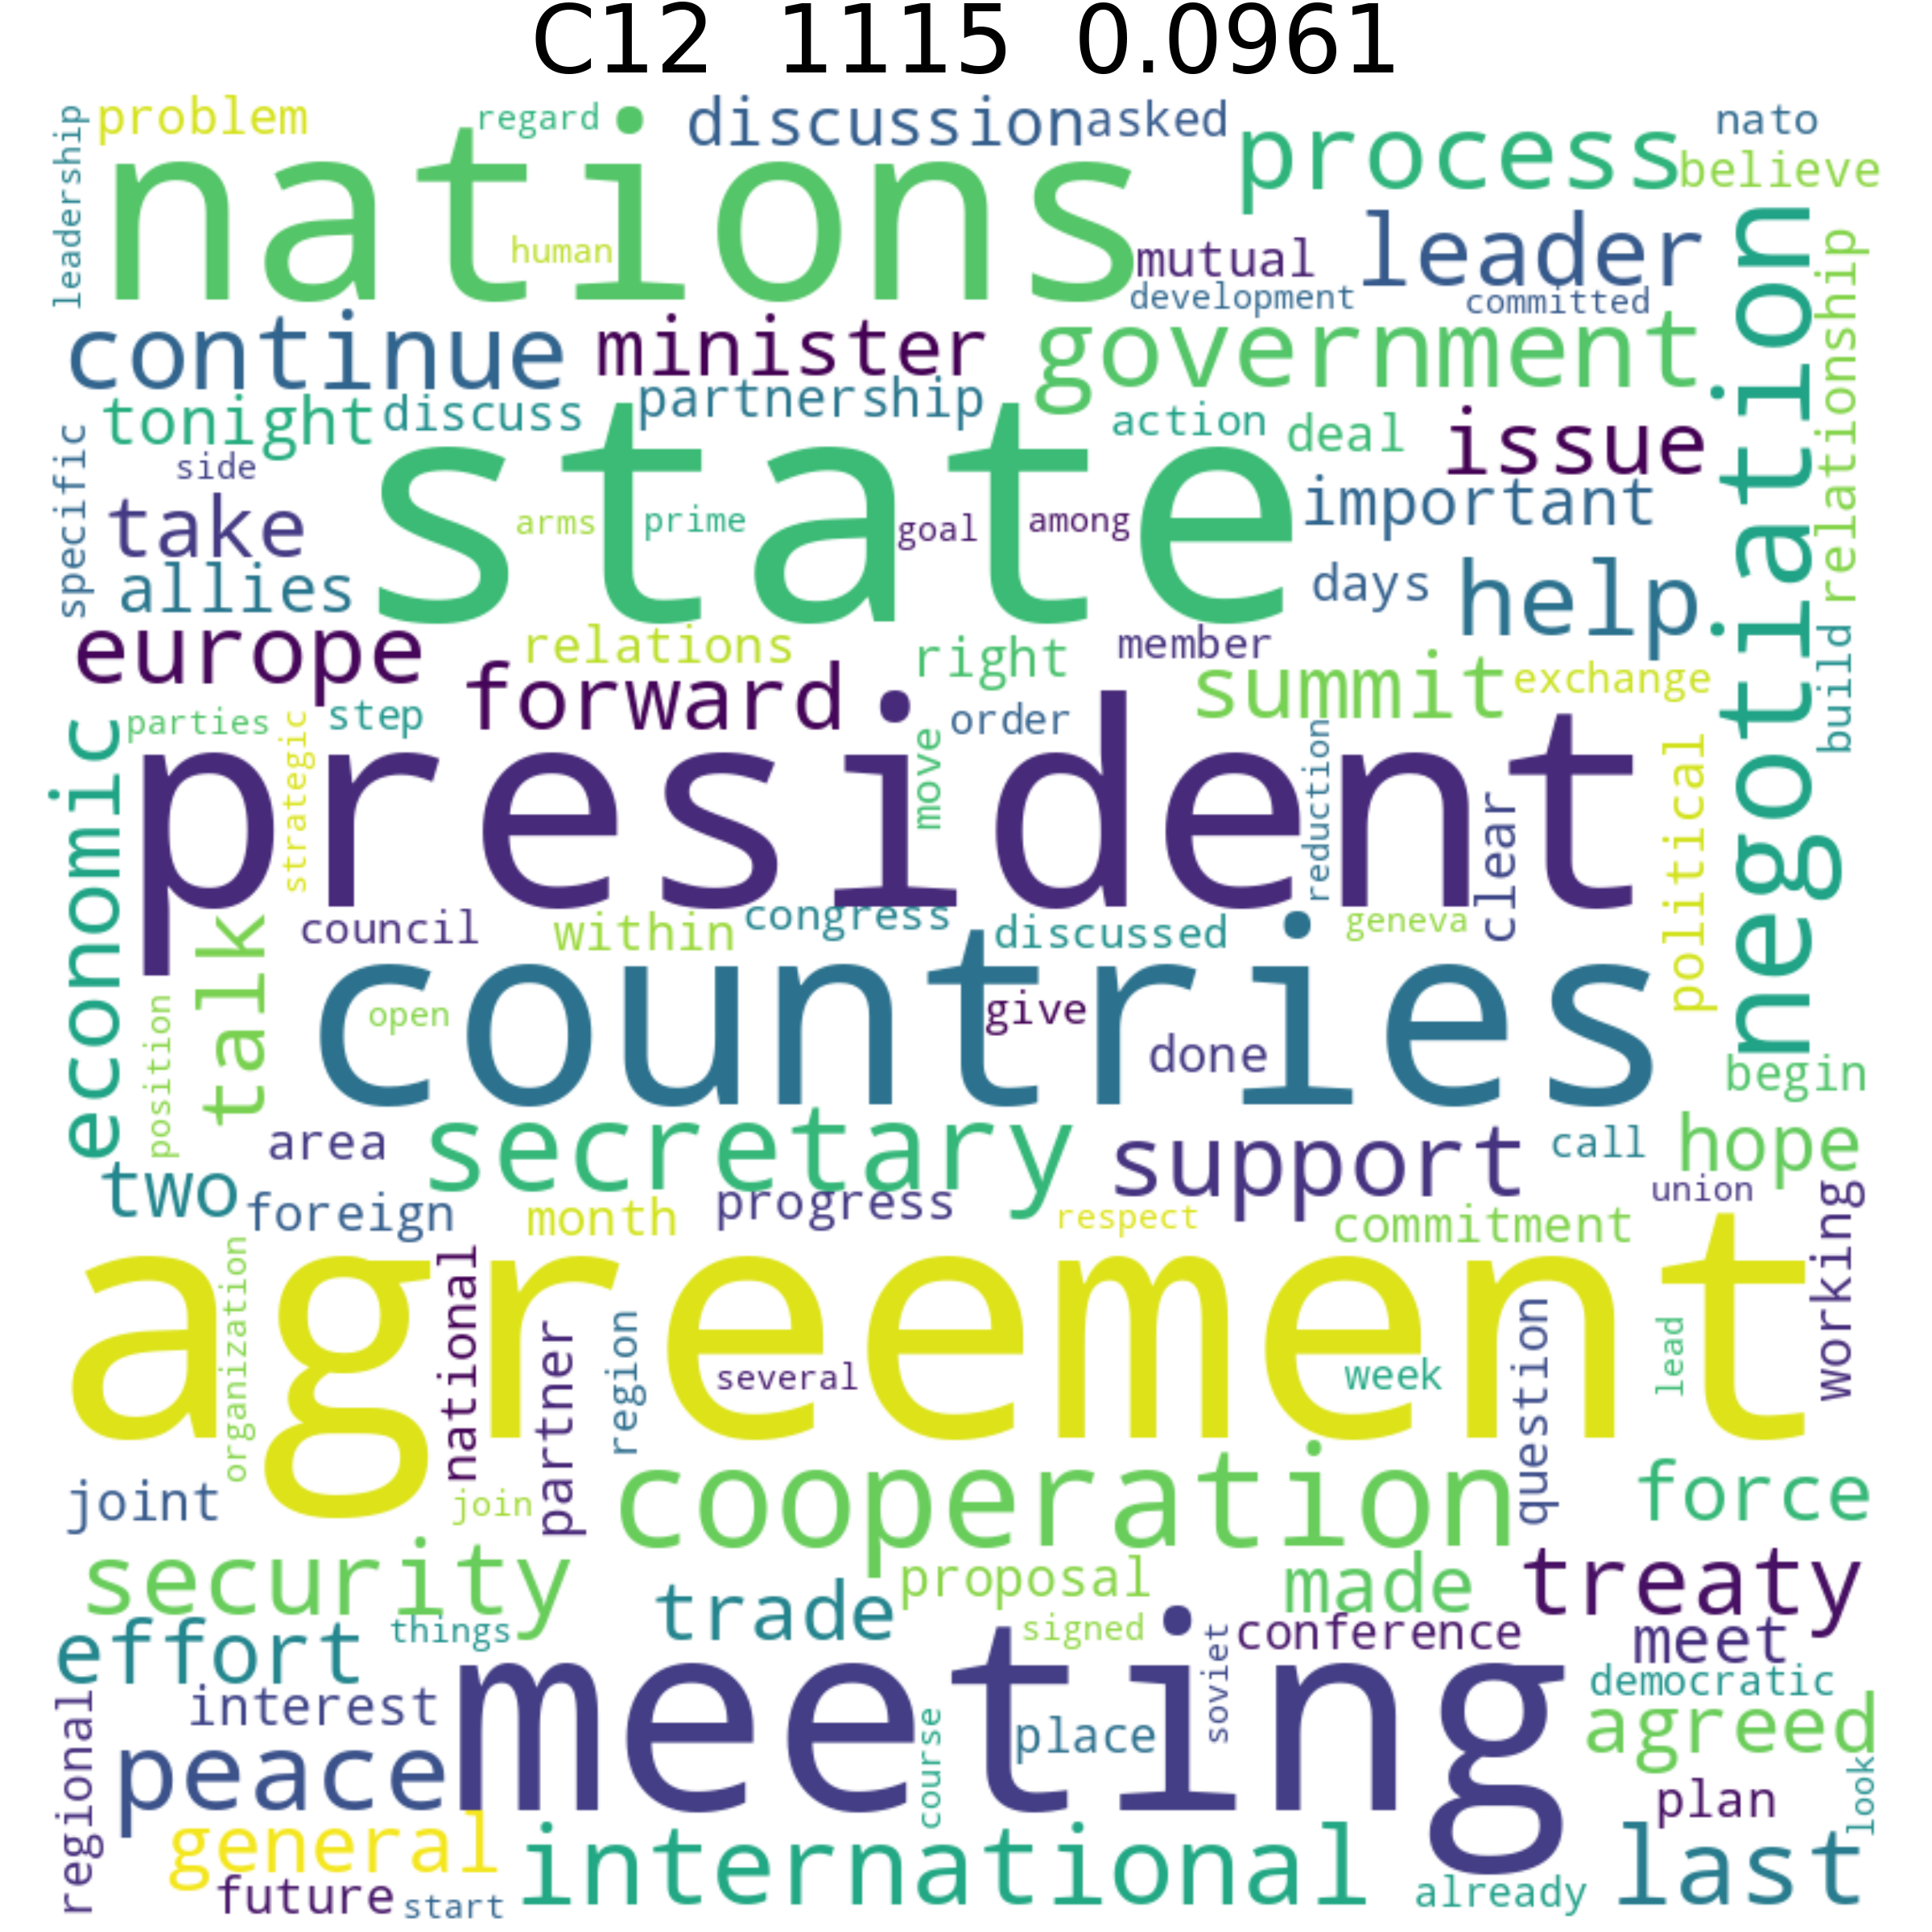 C12 1115 0.0961
problem regard discussion asked nato
leadership nations process believe
human mutual leader
development committed
continue minister government negotiation relationship
tonight discuss partnership action deal issue
side important
specific take state arms prime goal among
allies days help
europe relations right member
forward summit exchange build
parties step order
economic strategic president move reduction clear political
council within congress discussed geneva
talk countries
position open give
done begin
area secretary support call hope
two foreign month progress respect union
commitment working
organization agreement national
partner region several week question lead
joint join cooperation force
security proposal made treaty
effort things trade signed soviet conference meet
interest meeting democratic
regional peace course place agreed
plan look
general international last
future start already